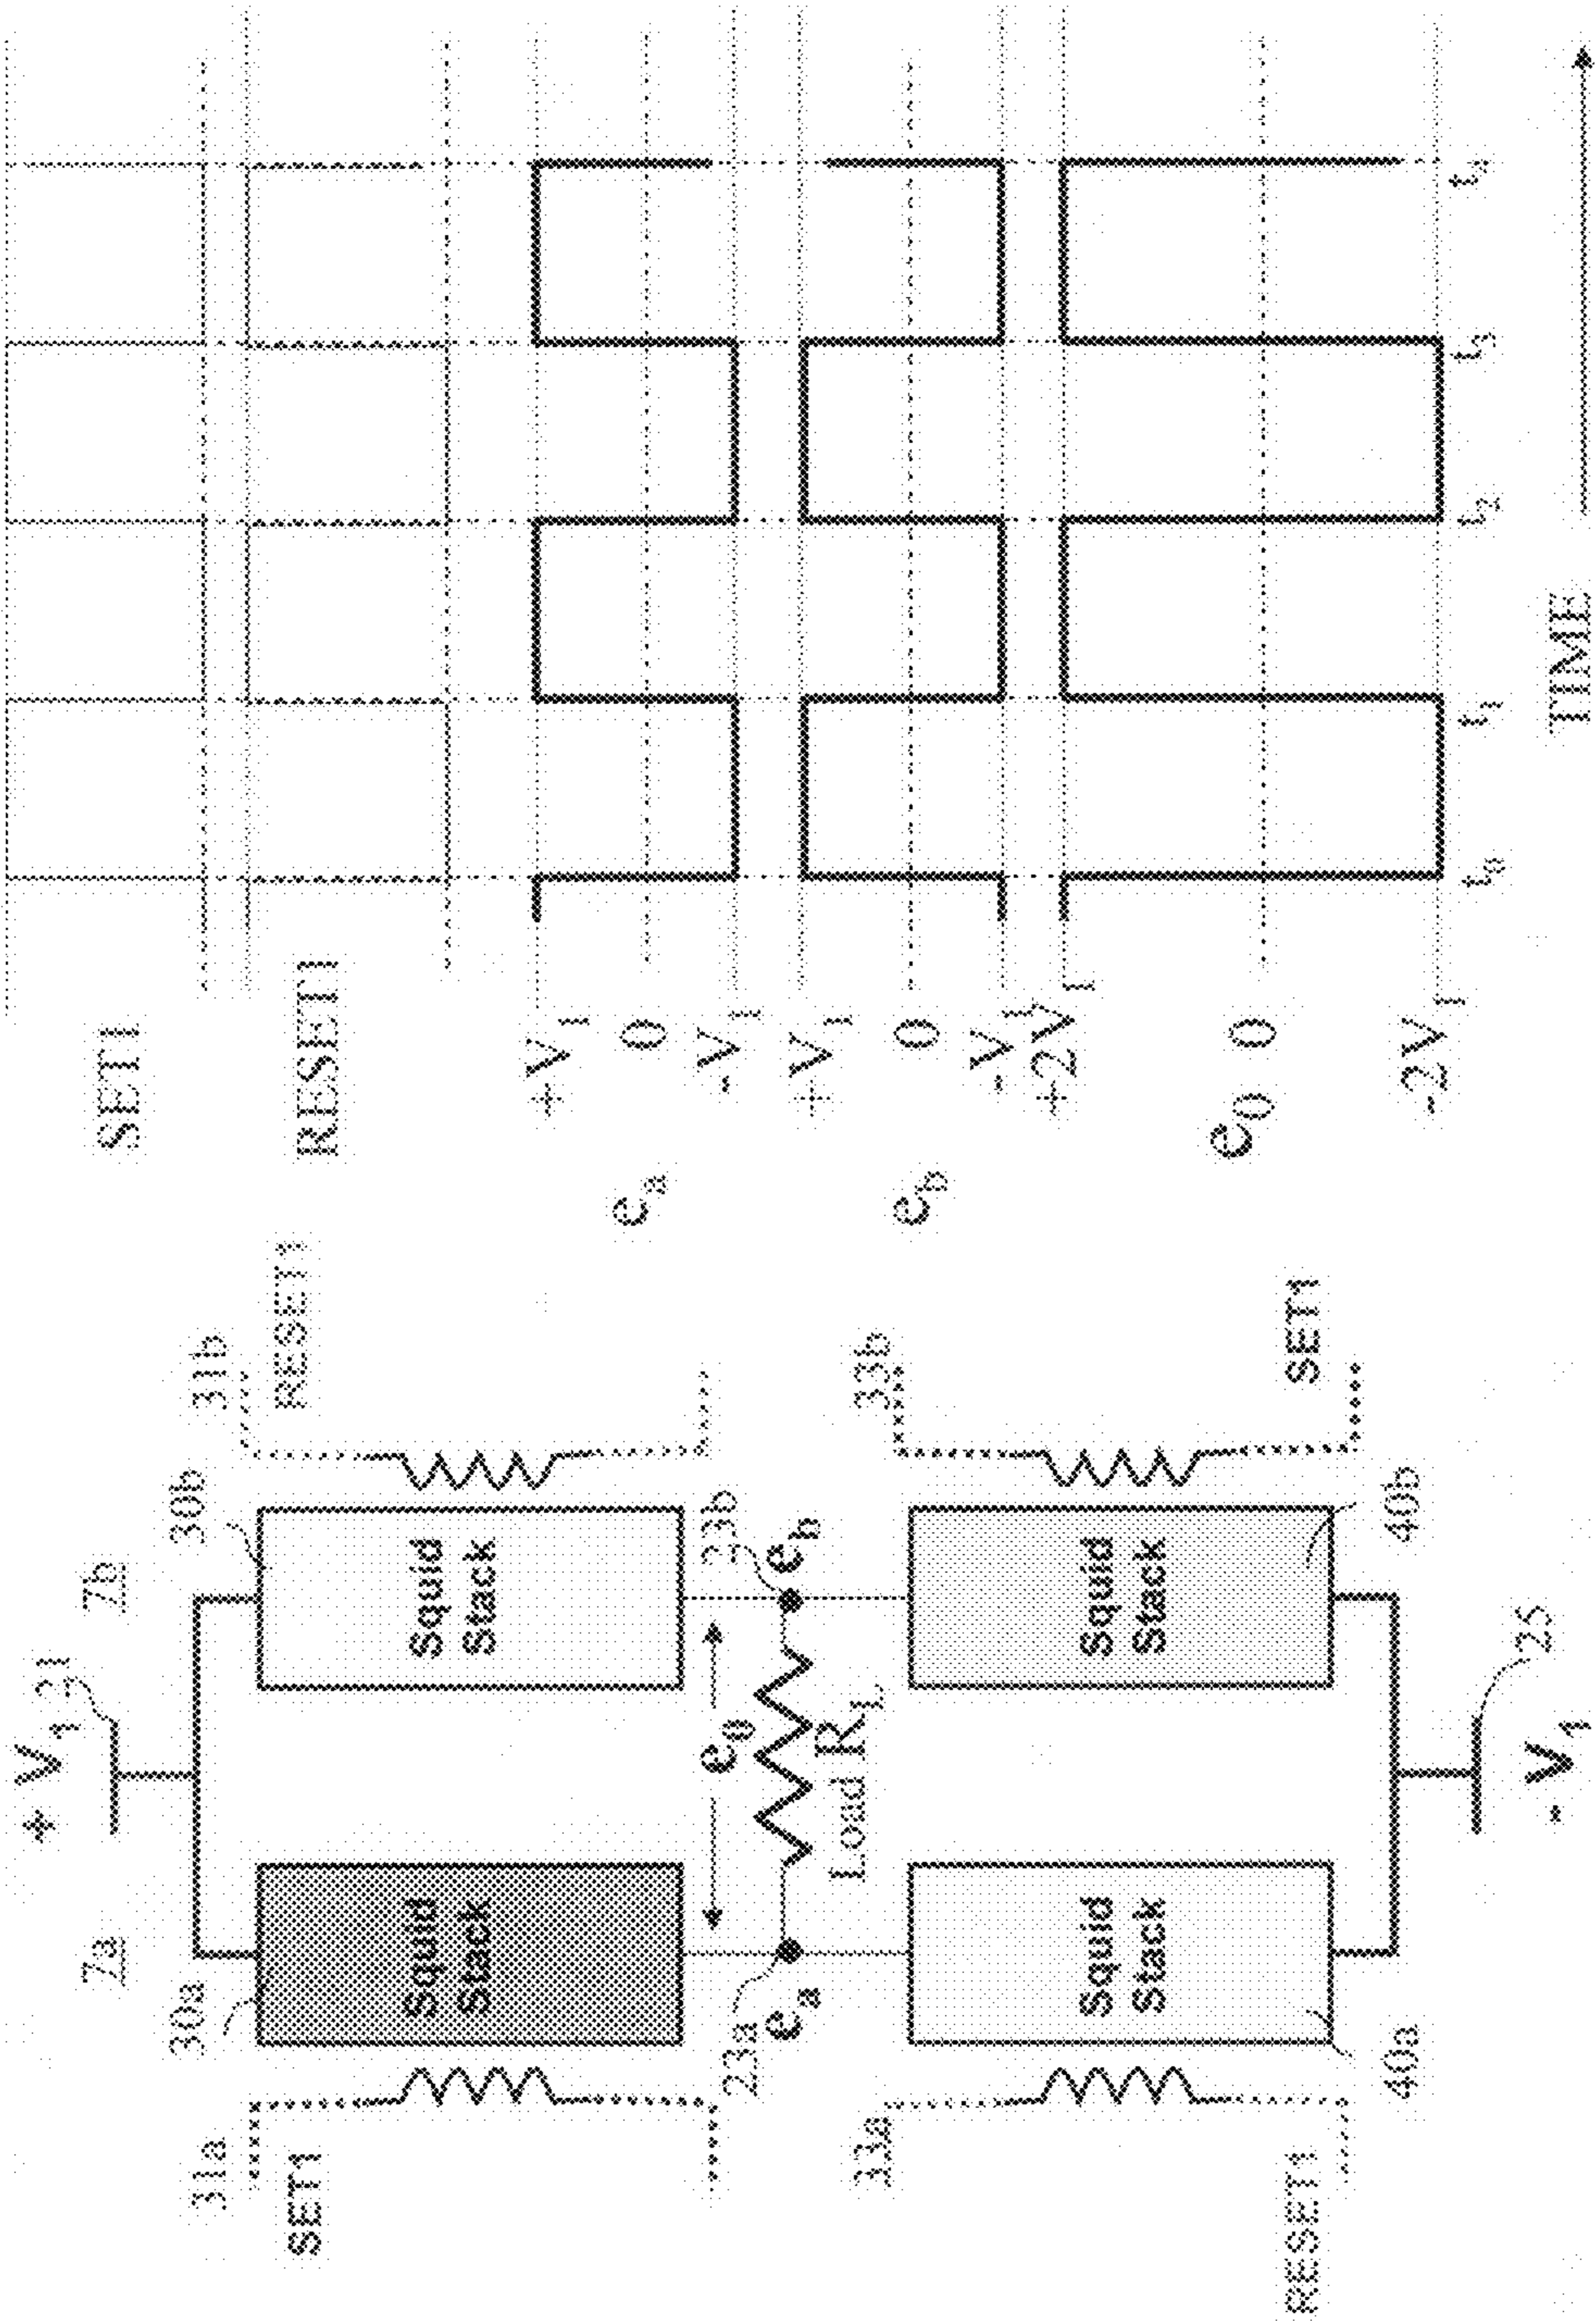 + V1
21
7a
7b
30a
30b
31a
SET1
31b
RESET1
Squid
Stack
Squid
Stack
e0
23a
ea
23b
eb
Load RL
33a
RESET1
33b
SET1
Squid
Stack
Squid
Stack
40a
40b
25
- V1
SET1
RESET1
ea
+V1
0
-V1
eb
+V1
0
-V1
e0
+2V1
0
-2V1
t0
t1
t2
t3
TIME